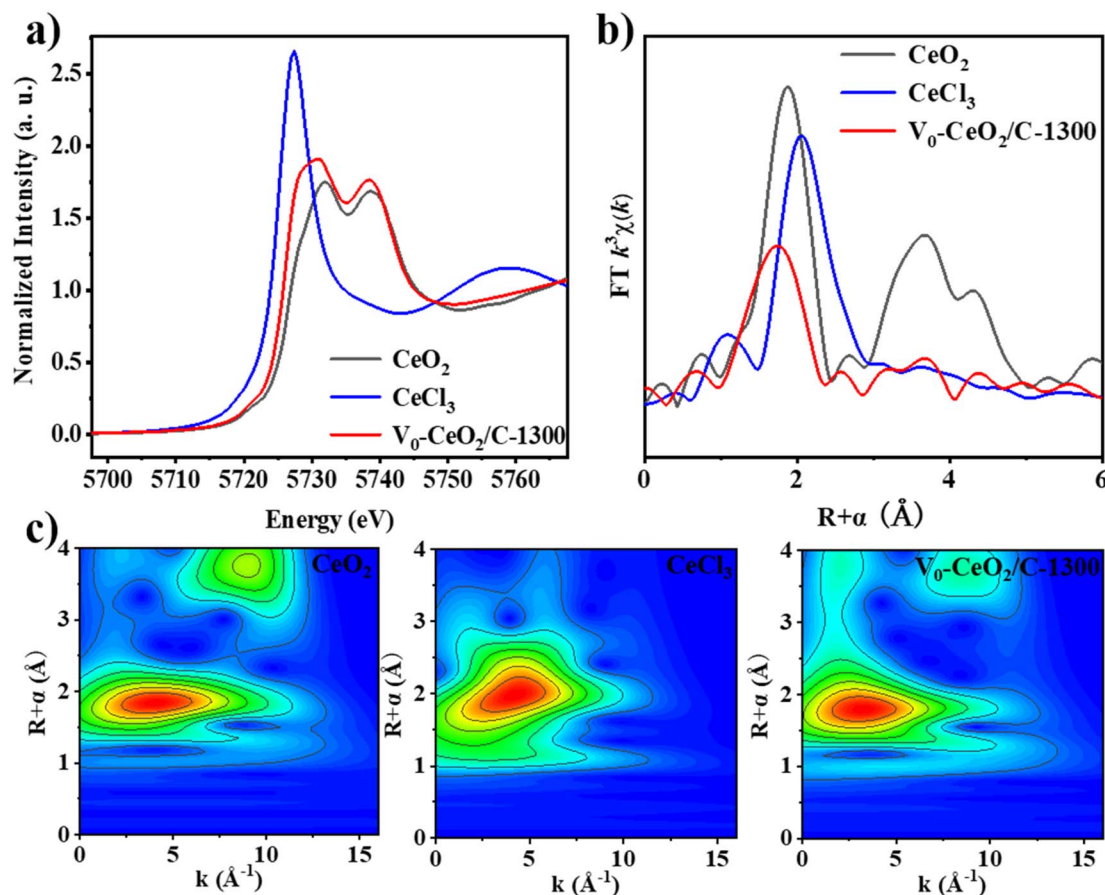 a)
Normalized Intensity (a. u.)
2.5
2.0
1.5
1.0
0.5
0.0
CeO₂
CeCl₃
V₀-CeO₂/C-1300
5700 5710 5720 5730 5740 5750 5760
Energy (eV)
b)
FT k³χ(k)
CeO₂
CeCl₃
V₀-CeO₂/C-1300
0 2 4 6
R+α (Å)
c)
CeO₂
R+α (Å)
4
3
2
1
0
0 5 10 15
k (Å⁻¹)
CeCl₃
R+α (Å)
4
3
2
1
0
0 5 10 15
k (Å⁻¹)
V₀-CeO₂/C-1300
R+α (Å)
4
3
2
1
0
0 5 10 15
k (Å⁻¹)